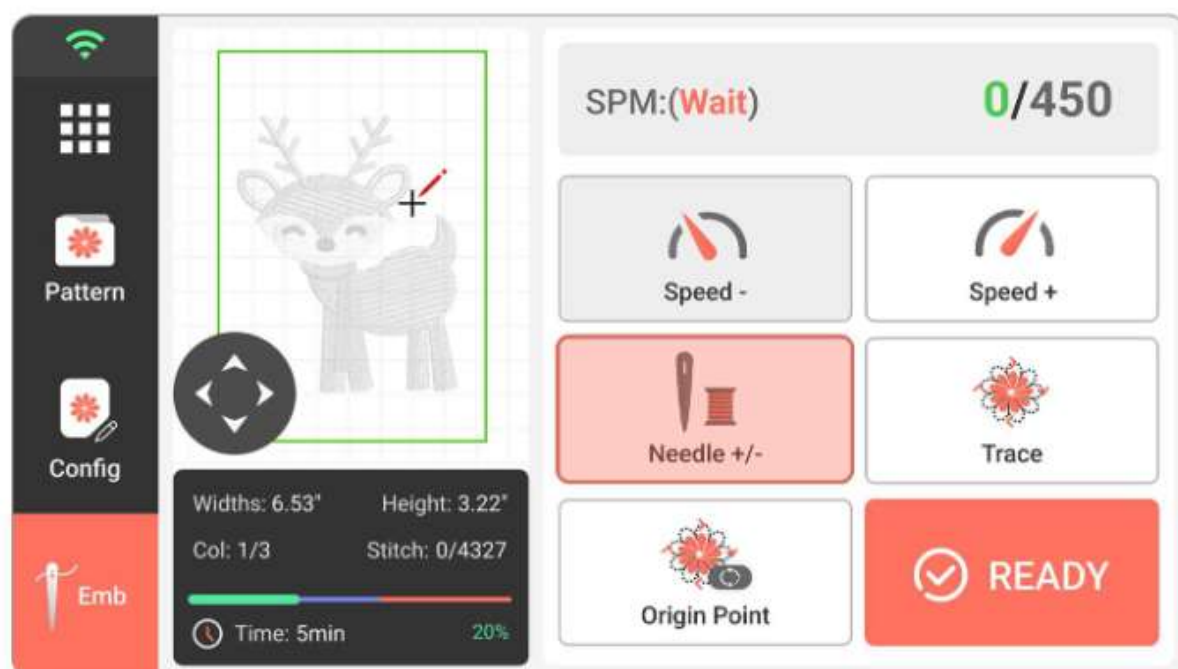 SPM:(Wait) 0/450
Pattern
Config
Emb
Speed -
Speed +
Needle +/-
Trace
Origin Point
READY
Widths: 6.53" Height: 3.22"
Col: 1/3 Stitch: 0/4327
Time: 5min 20%